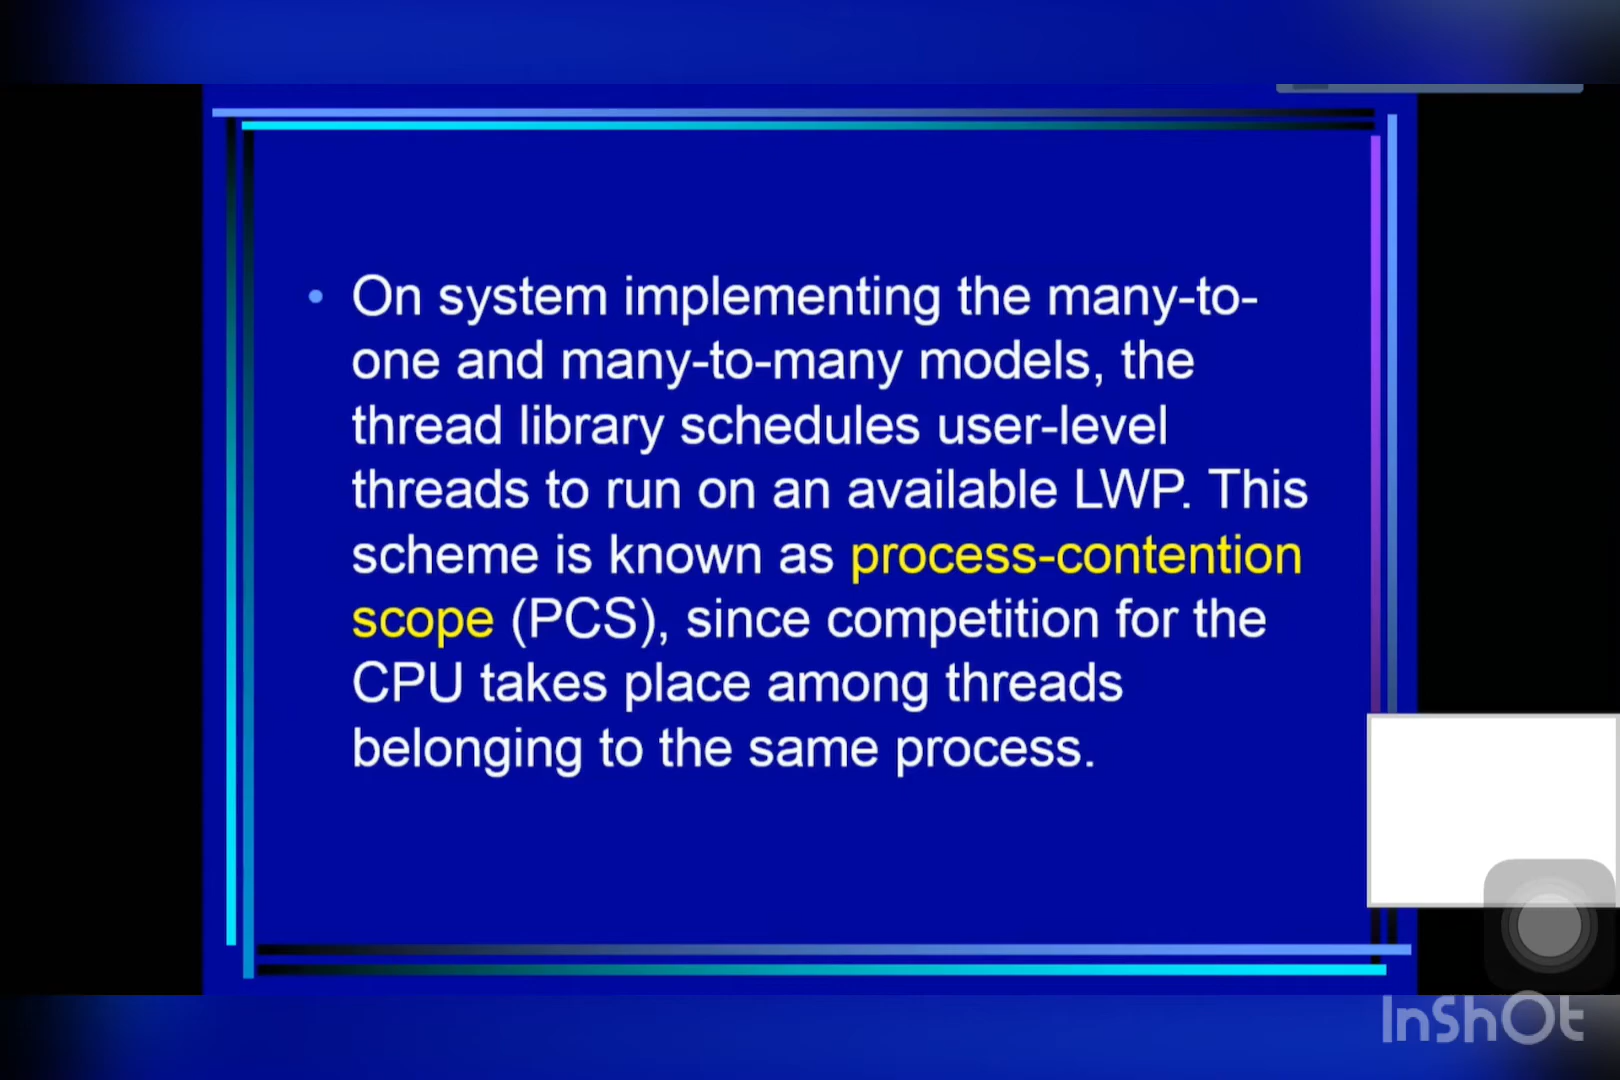 • On system implementing the many-to-
one and many-to-many models, the
thread library schedules user-level
threads to run on an available LWP. This
scheme is known as process-contention
scope (PCS), since competition for the
CPU takes place among threads
belonging to the same process.
InShOt